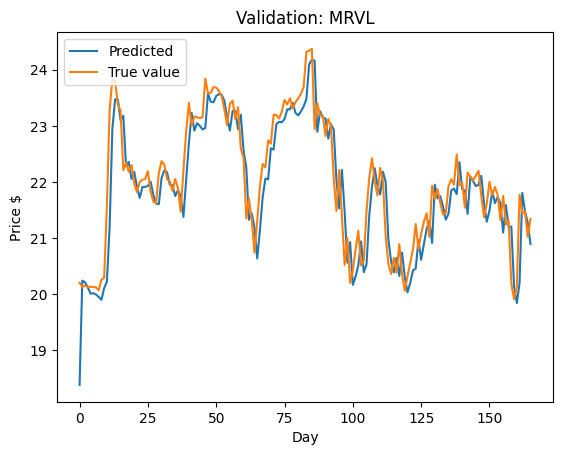 Validation: MRVL
Predicted
True value
24
23
22
21
20
19
Price $
0 25 50 75 100 125 150
Day